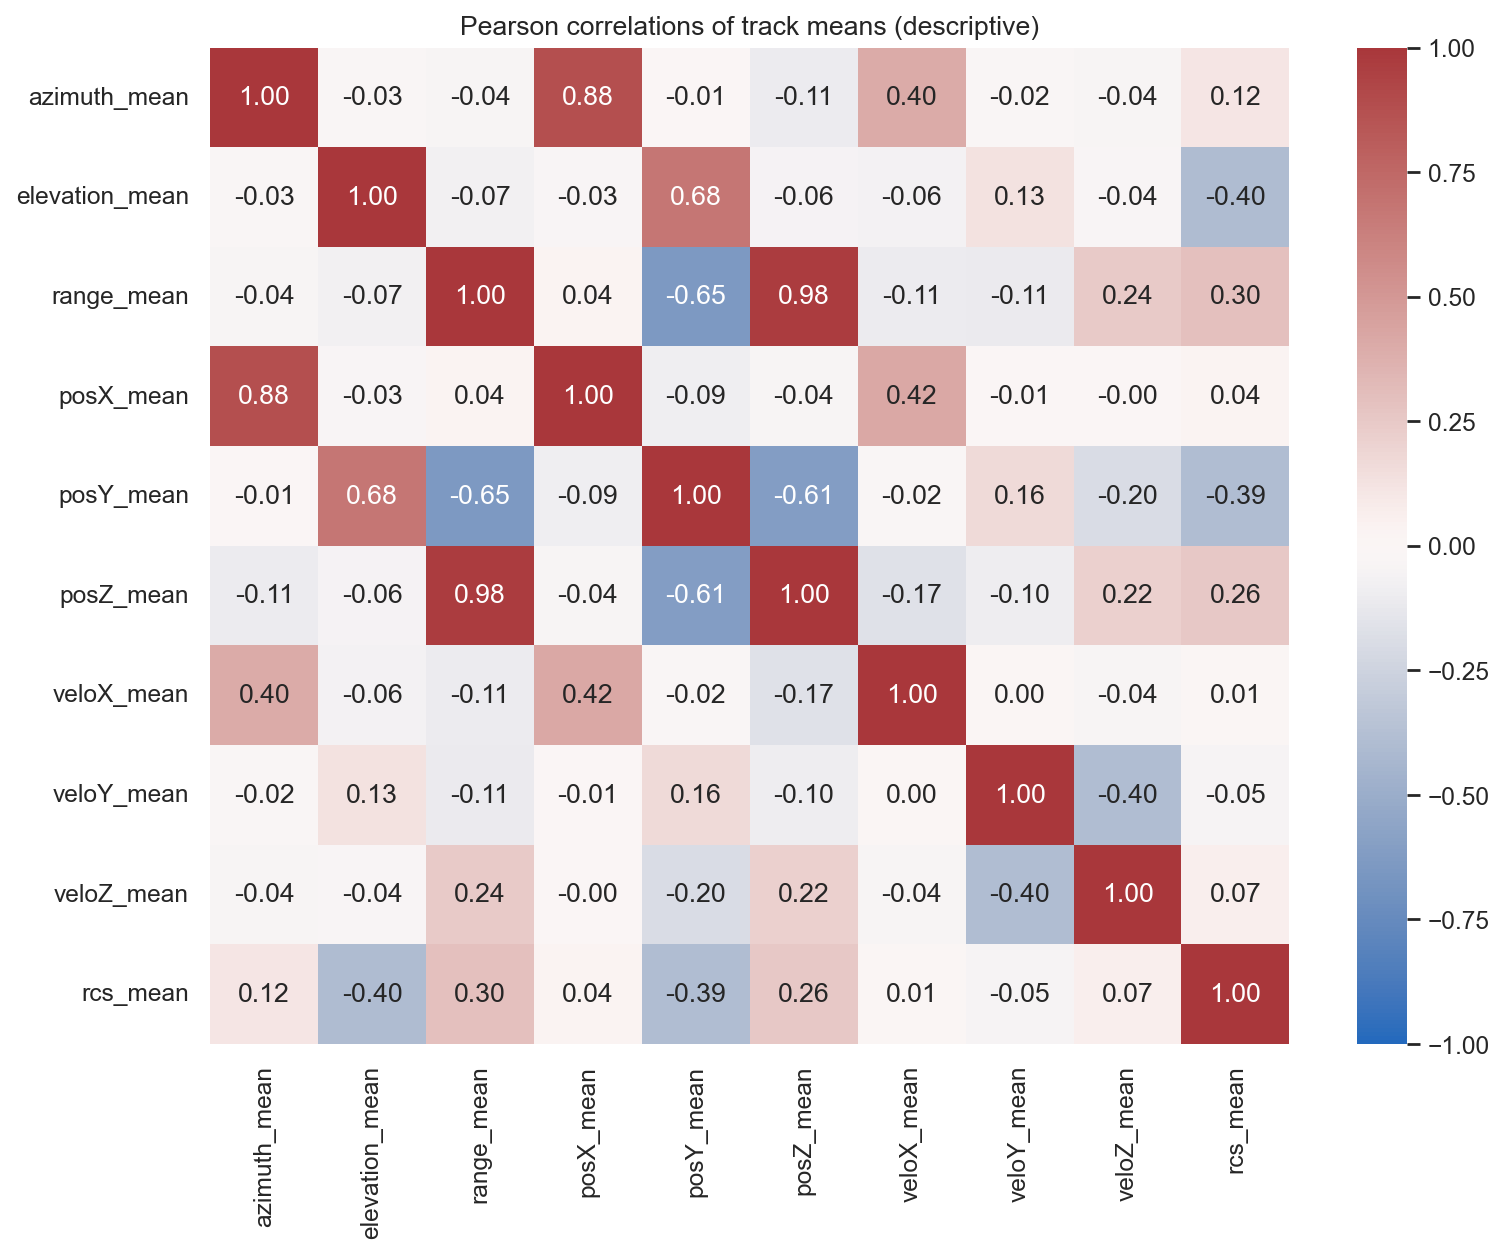 Pearson correlations of track means (descriptive)
azimuth_mean 1.00 -0.03 -0.04 0.88 -0.01 -0.11 0.40 -0.02 -0.04 0.12
elevation_mean -0.03 1.00 -0.07 -0.03 0.68 -0.06 -0.06 0.13 -0.04 -0.40
range_mean -0.04 -0.07 1.00 0.04 -0.65 0.98 -0.11 -0.11 0.24 0.30
posX_mean 0.88 -0.03 0.04 1.00 -0.09 -0.04 0.42 -0.01 -0.00 0.04
posY_mean -0.01 0.68 -0.65 -0.09 1.00 -0.61 -0.02 0.16 -0.20 -0.39
posZ_mean -0.11 -0.06 0.98 -0.04 -0.61 1.00 -0.17 -0.10 0.22 0.26
veloX_mean 0.40 -0.06 -0.11 0.42 -0.02 -0.17 1.00 0.00 -0.04 0.01
veloY_mean -0.02 0.13 -0.11 -0.01 0.16 -0.10 0.00 1.00 -0.40 -0.05
veloZ_mean -0.04 -0.04 0.24 -0.00 -0.20 0.22 -0.04 -0.40 1.00 0.07
rcs_mean 0.12 -0.40 0.30 0.04 -0.39 0.26 0.01 -0.05 0.07 1.00
azimuth_mean
elevation_mean
range_mean
posX_mean
posY_mean
posZ_mean
veloX_mean
veloY_mean
veloZ_mean
rcs_mean
1.00
0.75
0.50
0.25
0.00
−0.25
−0.50
−0.75
−1.00